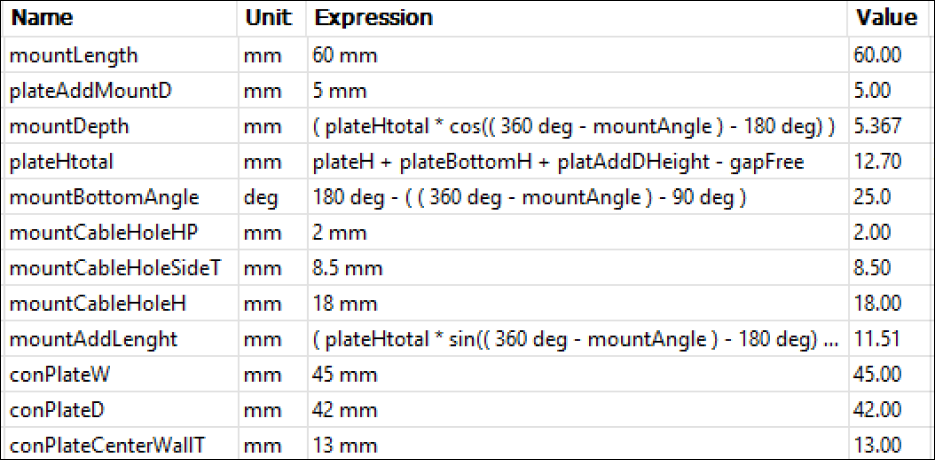 Name Unit Expression Value
mountLength mm 60 mm 60.00
plateAddMountD mm 5 mm 5.00
mountDepth mm ( plateHtotal * cos(( 360 deg - mountAngle ) - 180 deg) ) 5.367
plateHtotal mm plateH + plateBottomH + platAddDHeight - gapFree 12.70
mountBottomAngle deg 180 deg - ( ( 360 deg - mountAngle ) - 90 deg ) 25.0
mountCableHoleHP mm 2 mm 2.00
mountCableHoleSideT mm 8.5 mm 8.50
mountCableHoleH mm 18 mm 18.00
mountAddLenght mm ( plateHtotal * sin(( 360 deg - mountAngle ) - 180 deg) ... 11.51
conPlateW mm 45 mm 45.00
conPlateD mm 42 mm 42.00
conPlateCenterWallT mm 13 mm 13.00